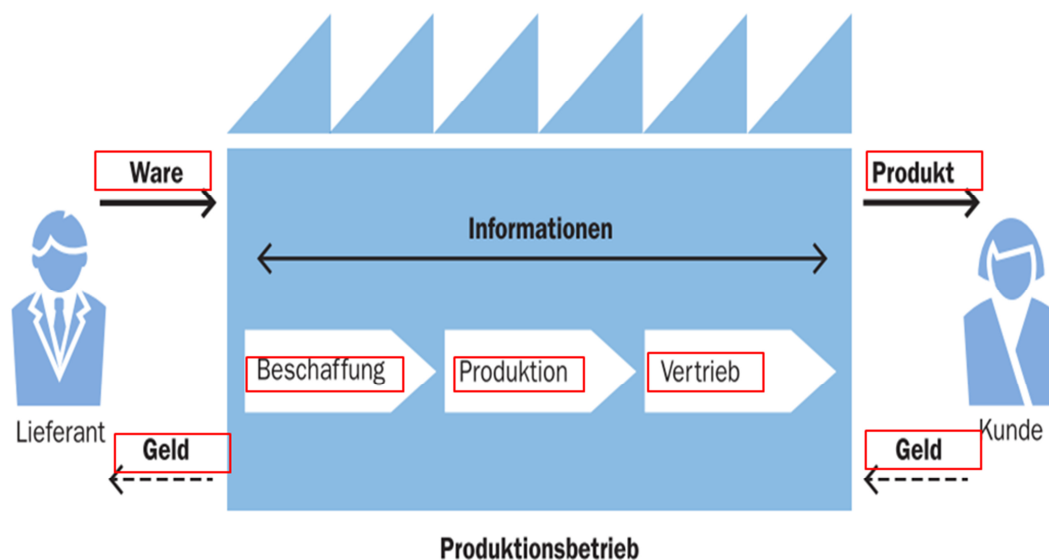 Ware
Produkt
Informationen
Beschaffung
Produktion
Vertrieb
Lieferant
Kunde
Geld
Geld
Produktionsbetrieb